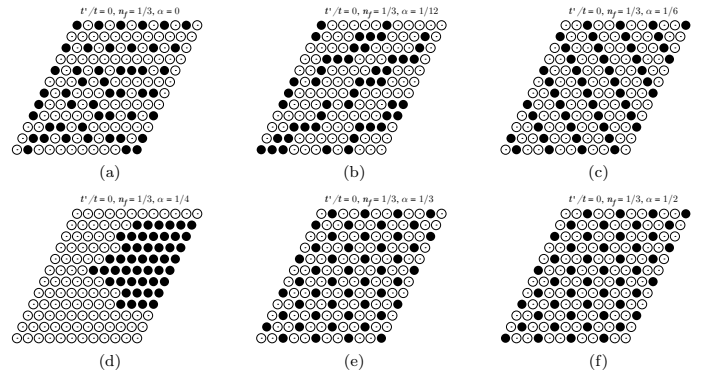 t'/t = 0, n_f = 1/3, α = 0
t'/t = 0, n_f = 1/3, α = 1/12
t'/t = 0, n_f = 1/3, α = 1/6
(a)
(b)
(c)
t'/t = 0, n_f = 1/3, α = 1/4
t'/t = 0, n_f = 1/3, α = 1/3
t'/t = 0, n_f = 1/3, α = 1/2
(d)
(e)
(f)